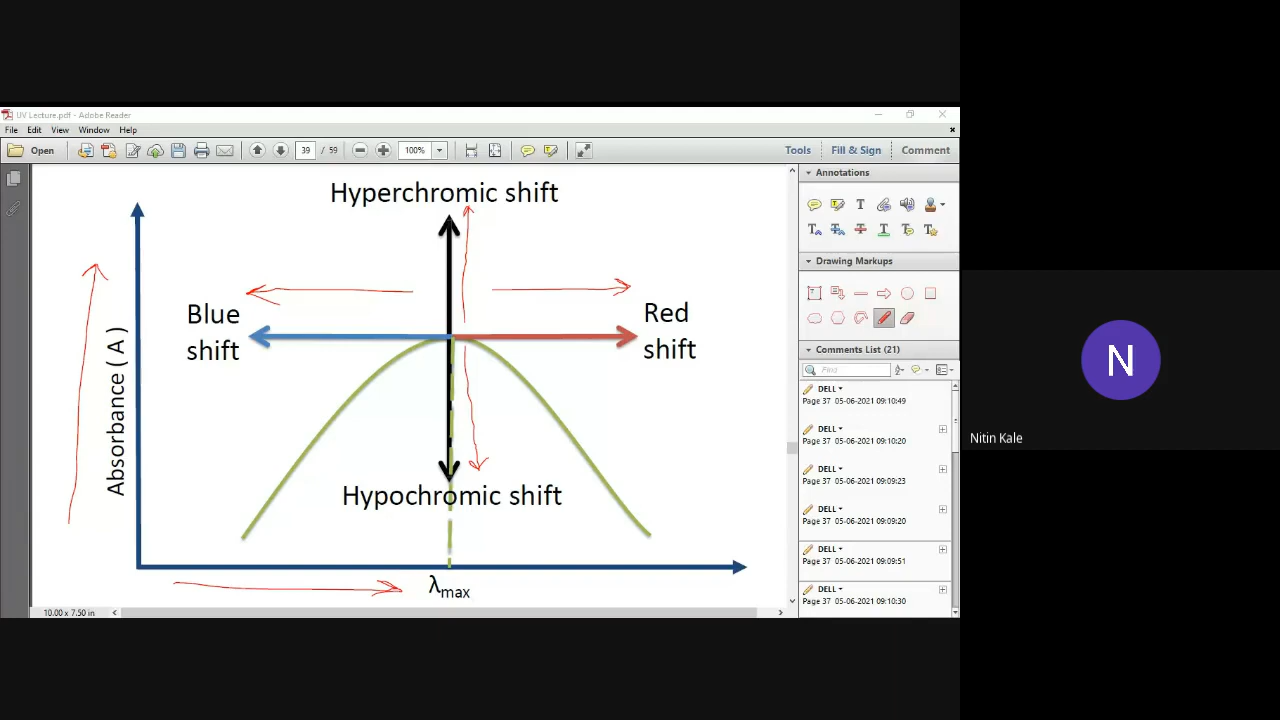 UV Lecture.pdf - Adobe Reader
File Edit View Window Help
Open 39 / 59 100% Tools Fill & Sign Comment
Hyperchromic shift
Blue
shift
Red
shift
Absorbance ( A )
Hypochromic shift
λmax
10.00 x 7.50 in
Annotations
Drawing Markups
Comments List (21)
Find
DELL
Page 37 05-06-2021 09:10:49
DELL
Page 37 05-06-2021 09:10:20
DELL
Page 37 05-06-2021 09:09:23
DELL
Page 37 05-06-2021 09:09:20
DELL
Page 37 05-06-2021 09:09:51
DELL
Page 37 05-06-2021 09:10:30
N
Nitin Kale